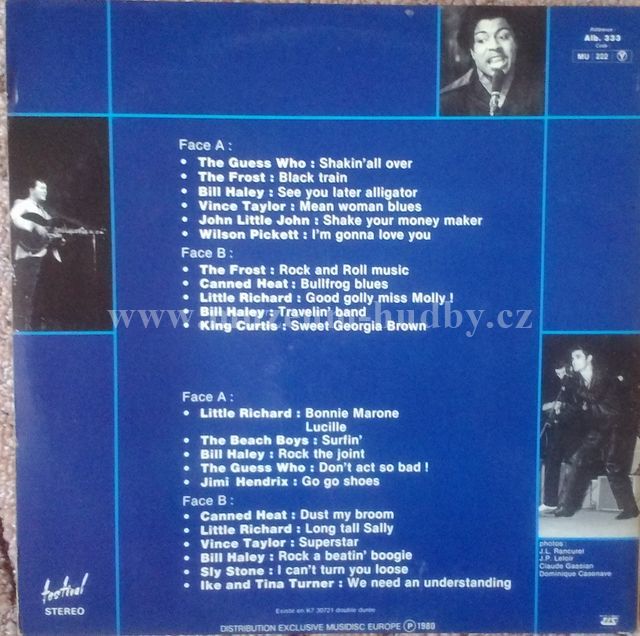 Référence :
Alb. 333
Code
MU 202 Y
Face A :
• The Guess Who : Shakin'all over
• The Frost : Black train
• Bill Haley : See you later alligator
• Vince Taylor : Mean woman blues
• John Little John : Shake your money maker
• Wilson Pickett : I'm gonna love you
Face B :
• The Frost : Rock and Roll music
• Canned Heat : Bullfrog blues
• Little Richard : Good golly miss Molly !
• Bill Haley : Travelin' band
• King Curtis : Sweet Georgia Brown
Face A :
• Little Richard : Bonnie Marone
Lucille
• The Beach Boys : Surfin'
• Bill Haley : Rock the joint
• The Guess Who : Don't act so bad !
• Jimi Hendrix : Go go shoes
Face B :
• Canned Heat : Dust my broom
• Little Richard : Long tall Sally
• Vince Taylor : Superstar
• Bill Haley : Rock a beatin' boogie
• Sly Stone : I can't turn you loose
• Ike and Tina Turner : We need an understanding
photos :
J.L. Rancurel
J.P. Leloir
Claude Gassian
Dominique Casenave
festival
STEREO
Existe en K7 30721 double durée
DISTRIBUTION EXCLUSIVE MUSIDISC EUROPE Ⓟ 1980